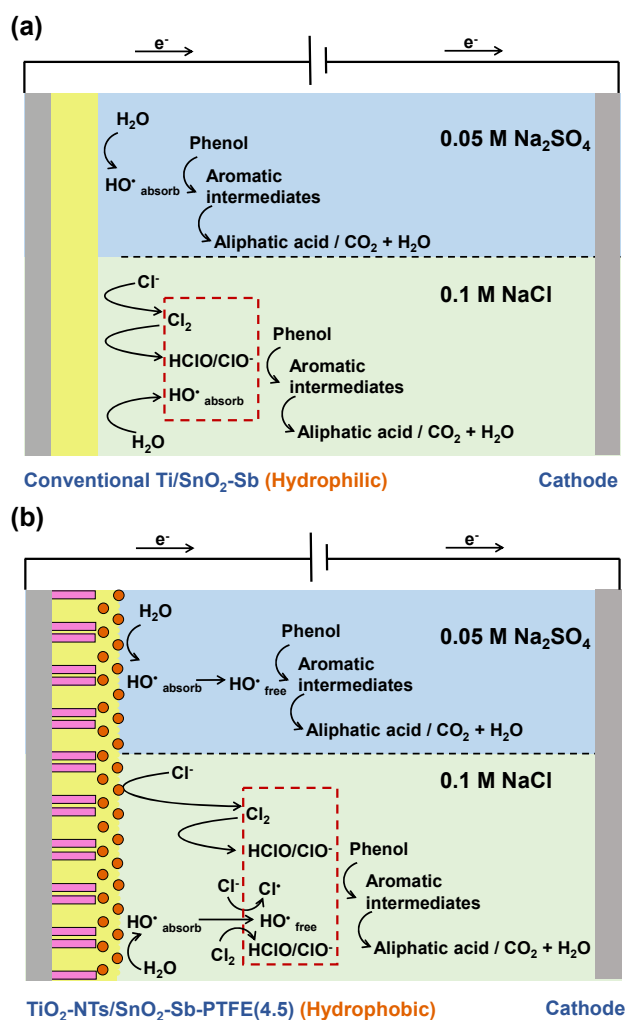 (a)
e⁻ e⁻
H₂O
0.05 M Na₂SO₄
Phenol
HO• absorb
Aromatic
intermediates
Aliphatic acid / CO₂ + H₂O
Cl⁻
0.1 M NaCl
Cl₂
Phenol
HClO/ClO⁻
Aromatic
intermediates
HO• absorb
Aliphatic acid / CO₂ + H₂O
H₂O
Conventional Ti/SnO₂-Sb (Hydrophilic) Cathode
(b)
e⁻ e⁻
H₂O
Phenol
0.05 M Na₂SO₄
Aromatic
intermediates
HO• absorb HO• free
Aliphatic acid / CO₂ + H₂O
Cl⁻
0.1 M NaCl
Cl₂
HClO/ClO⁻
Phenol
Cl⁻ Cl•
Aromatic
intermediates
HO• absorb HO• free
Cl₂ HClO/ClO⁻
Aliphatic acid / CO₂ + H₂O
H₂O
TiO₂-NTs/SnO₂-Sb-PTFE(4.5) (Hydrophobic) Cathode